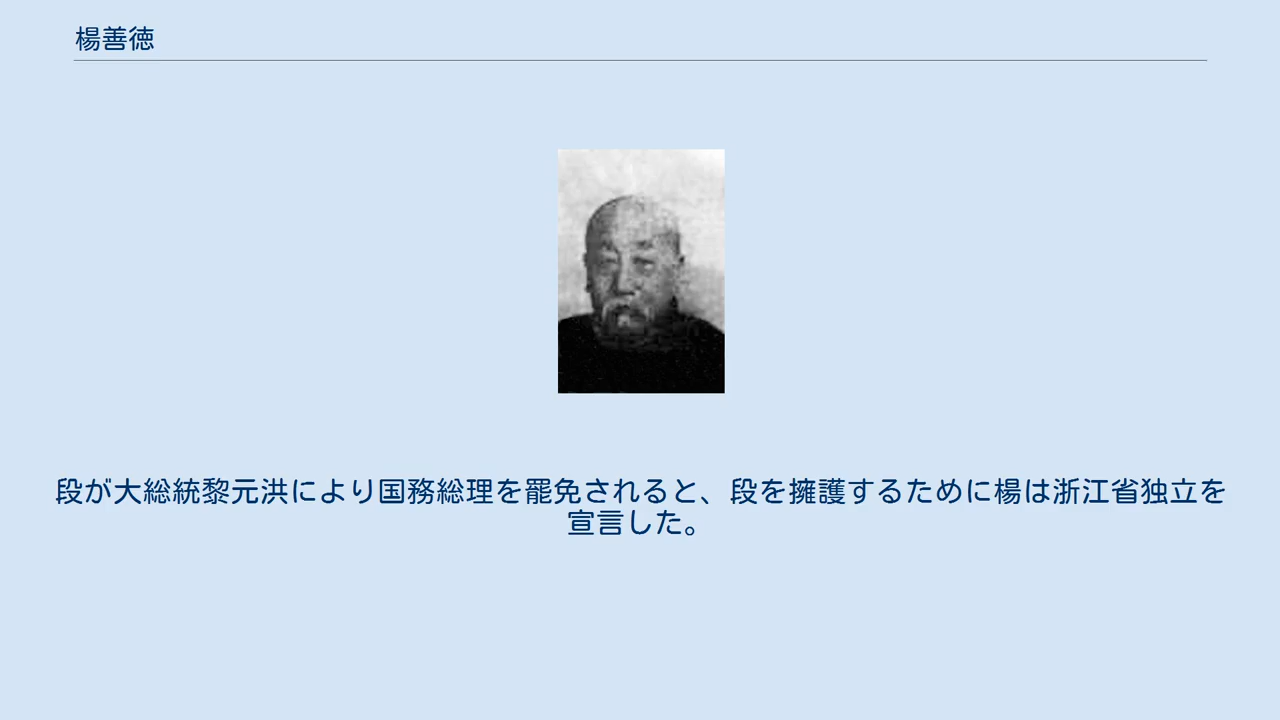 楊善徳
段が大総統黎元洪により国務総理を罷免されると、段を擁護するために楊は浙江省独立を
宣言した。